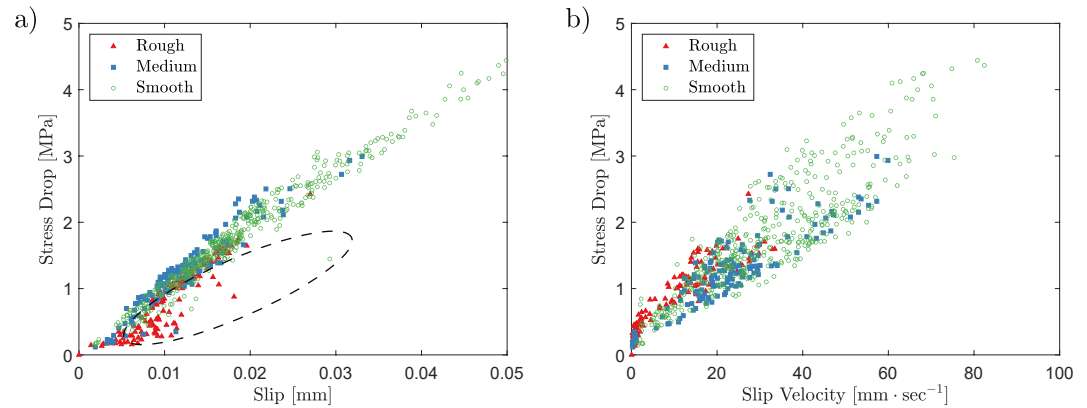 a)
Stress Drop [MPa]
5
4
3
2
1
0
Rough
Medium
Smooth
0 0.01 0.02 0.03 0.04 0.05
Slip [mm]
b)
Stress Drop [MPa]
5
4
3
2
1
0
Rough
Medium
Smooth
0 20 40 60 80 100
Slip Velocity [mm · sec⁻¹]